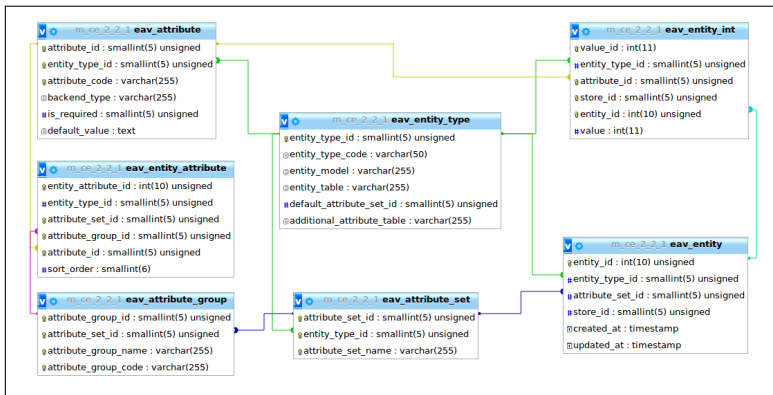 m_ce_2_2_1 eav_attribute
attribute_id : smallint(5) unsigned
entity_type_id : smallint(5) unsigned
attribute_code : varchar(255)
backend_type : varchar(255)
is_required : smallint(5) unsigned
default_value : text
m_ce_2_2_1 eav_entity_int
value_id : int(11)
entity_type_id : smallint(5) unsigned
attribute_id : smallint(5) unsigned
store_id : smallint(5) unsigned
entity_id : int(10) unsigned
value : int(11)
m_ce_2_2_1 eav_entity_type
entity_type_id : smallint(5) unsigned
entity_type_code : varchar(50)
entity_model : varchar(255)
entity_table : varchar(255)
default_attribute_set_id : smallint(5) unsigned
additional_attribute_table : varchar(255)
m_ce_2_2_1 eav_entity_attribute
entity_attribute_id : int(10) unsigned
entity_type_id : smallint(5) unsigned
attribute_set_id : smallint(5) unsigned
attribute_group_id : smallint(5) unsigned
attribute_id : smallint(5) unsigned
sort_order : smallint(6)
m_ce_2_2_1 eav_entity
entity_id : int(10) unsigned
entity_type_id : smallint(5) unsigned
attribute_set_id : smallint(5) unsigned
store_id : smallint(5) unsigned
created_at : timestamp
updated_at : timestamp
m_ce_2_2_1 eav_attribute_group
attribute_group_id : smallint(5) unsigned
attribute_set_id : smallint(5) unsigned
attribute_group_name : varchar(255)
attribute_group_code : varchar(255)
m_ce_2_2_1 eav_attribute_set
attribute_set_id : smallint(5) unsigned
entity_type_id : smallint(5) unsigned
attribute_set_name : varchar(255)